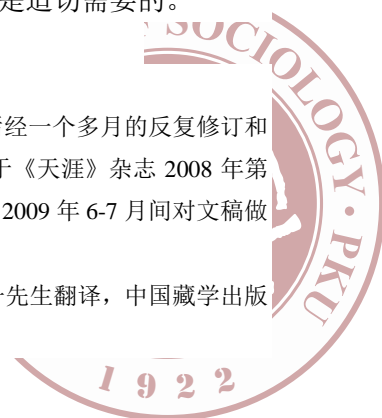 是迫切需要的。
经一个多月的反复修订和
于《天涯》杂志 2008 年第
2009 年 6-7 月间对文稿做
先生翻译，中国藏学出版
SOCIOLOGY • PKU
1922